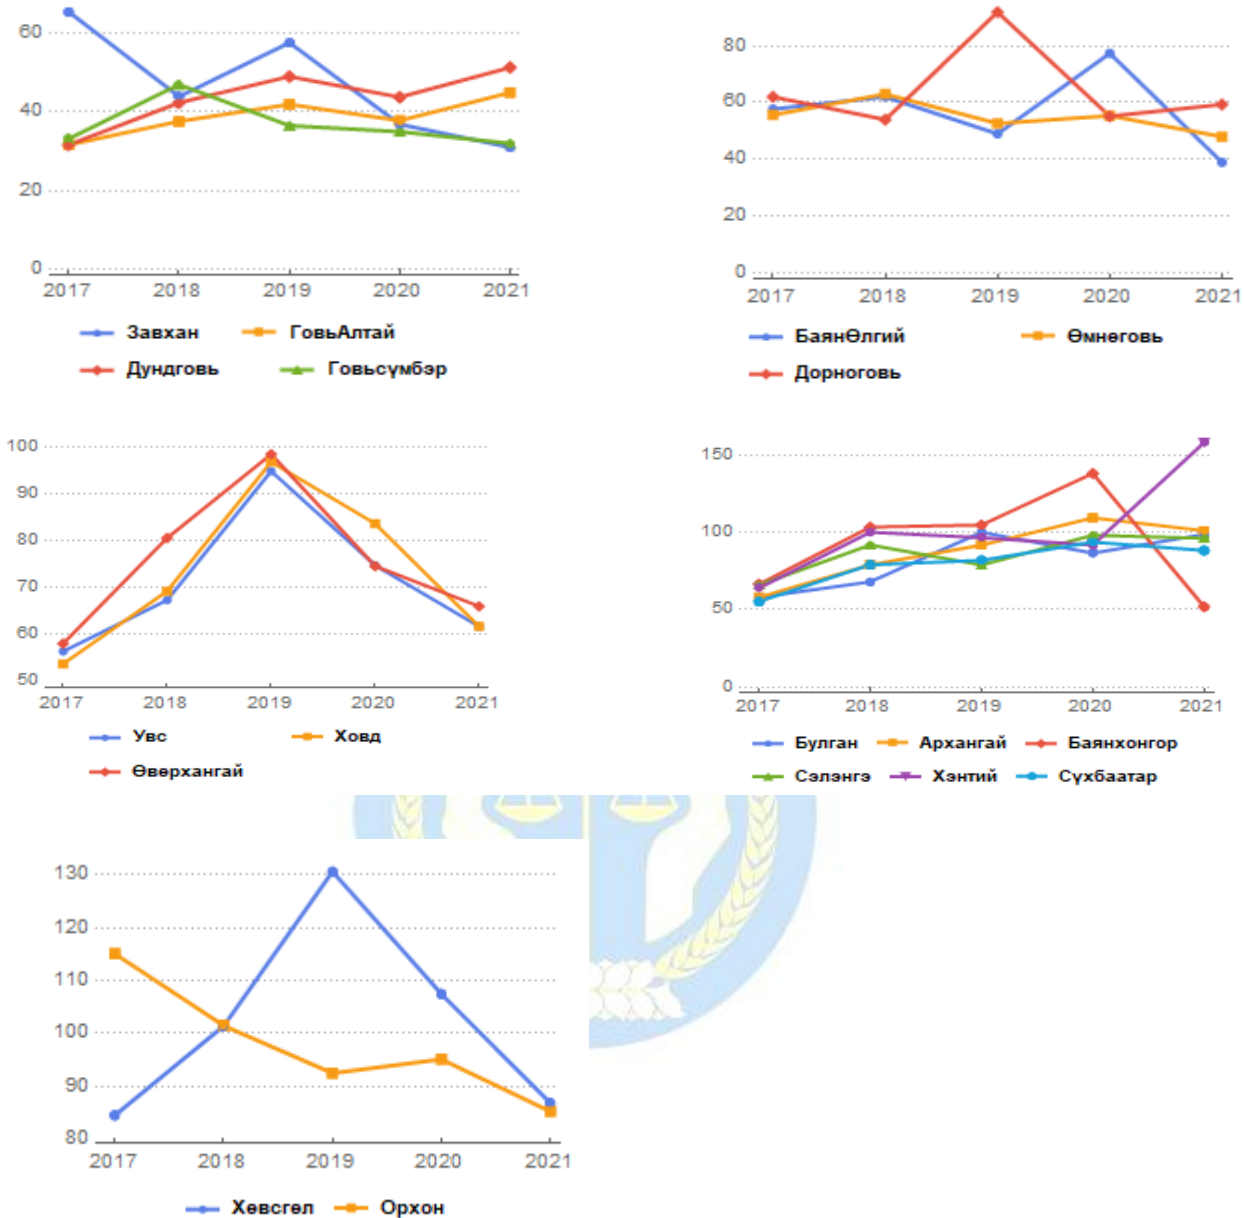 60
40
20
0
2017 2018 2019 2020 2021
Завхан ГовьАлтай
Дундговь Говьсүмбэр
80
60
40
20
0
2017 2018 2019 2020 2021
БаянӨлгий Өмнөговь
Дорноговь
100
90
80
70
60
50
2017 2018 2019 2020 2021
Увс Ховд
Өвөрхангай
150
100
50
0
2017 2018 2019 2020 2021
Булган Архангай Баянхонгор
Сэлэнгэ Хэнтий Сүхбаатар
130
120
110
100
90
80
2017 2018 2019 2020 2021
Хөвсгөл Орхон